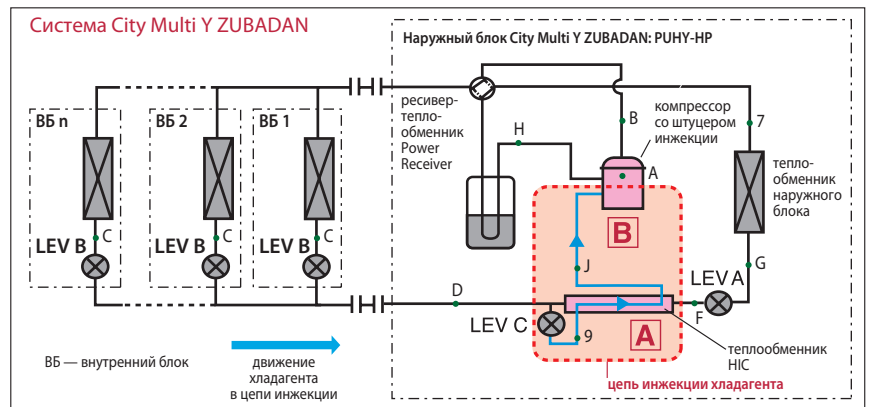 Система City Multi Y ZUBADAN
Наружный блок City Multi Y ZUBADAN: PUHY-HP
ресивер-
тепло-
обменник
Power
Receiver
компрессор
со штуцером
инжекции
ВБ n
ВБ 2
ВБ 1
H
B
A
7
тепло-
обменник
наружного
блока
B
C
C
C
LEV B
LEV B
LEV B
J
G
LEV A
D
F
LEV C
9
A
теплообменник
HIC
ВБ — внутренний блок
движение
хладагента
в цепи инжекции
цепь инжекции хладагента